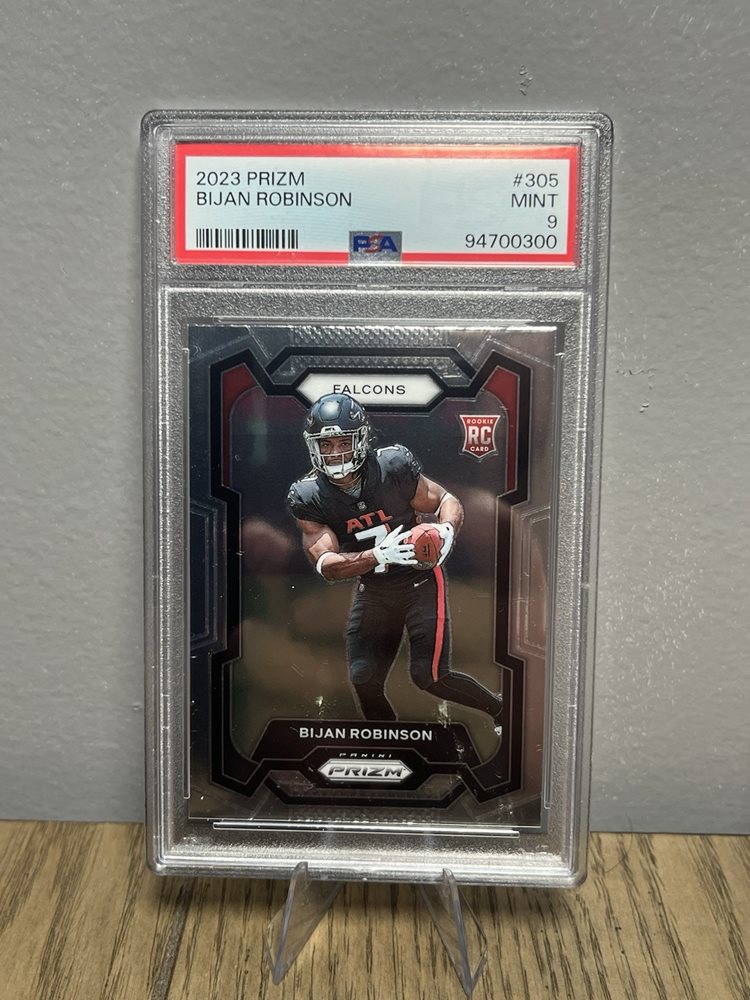 2023 PRIZM #305
BIJAN ROBINSON MINT
9
PSA 94700300
FALCONS
ROOKIE
RC
CARD
ATL
7
BIJAN ROBINSON
PANINI
PRIZM